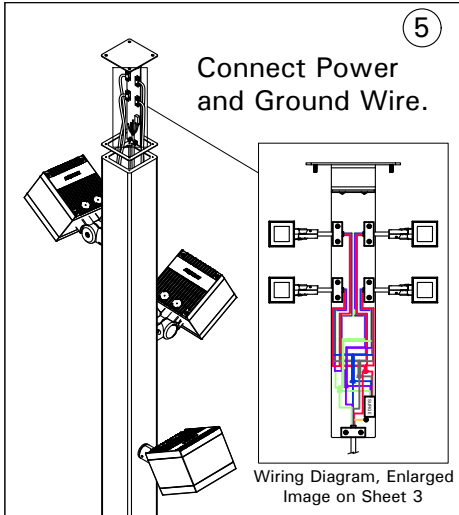 5
Connect Power
and Ground Wire.
Wiring Diagram, Enlarged
Image on Sheet 3